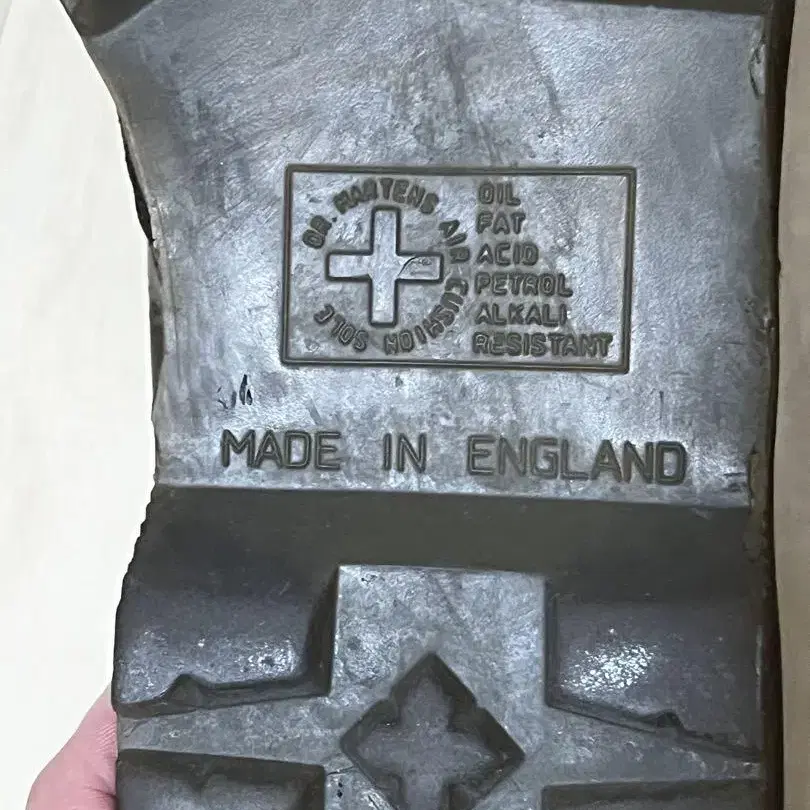 DR. MARTENS AIR CUSHION SOLE
OIL
FAT
ACID
PETROL
ALKALI
RESISTANT
MADE IN ENGLAND